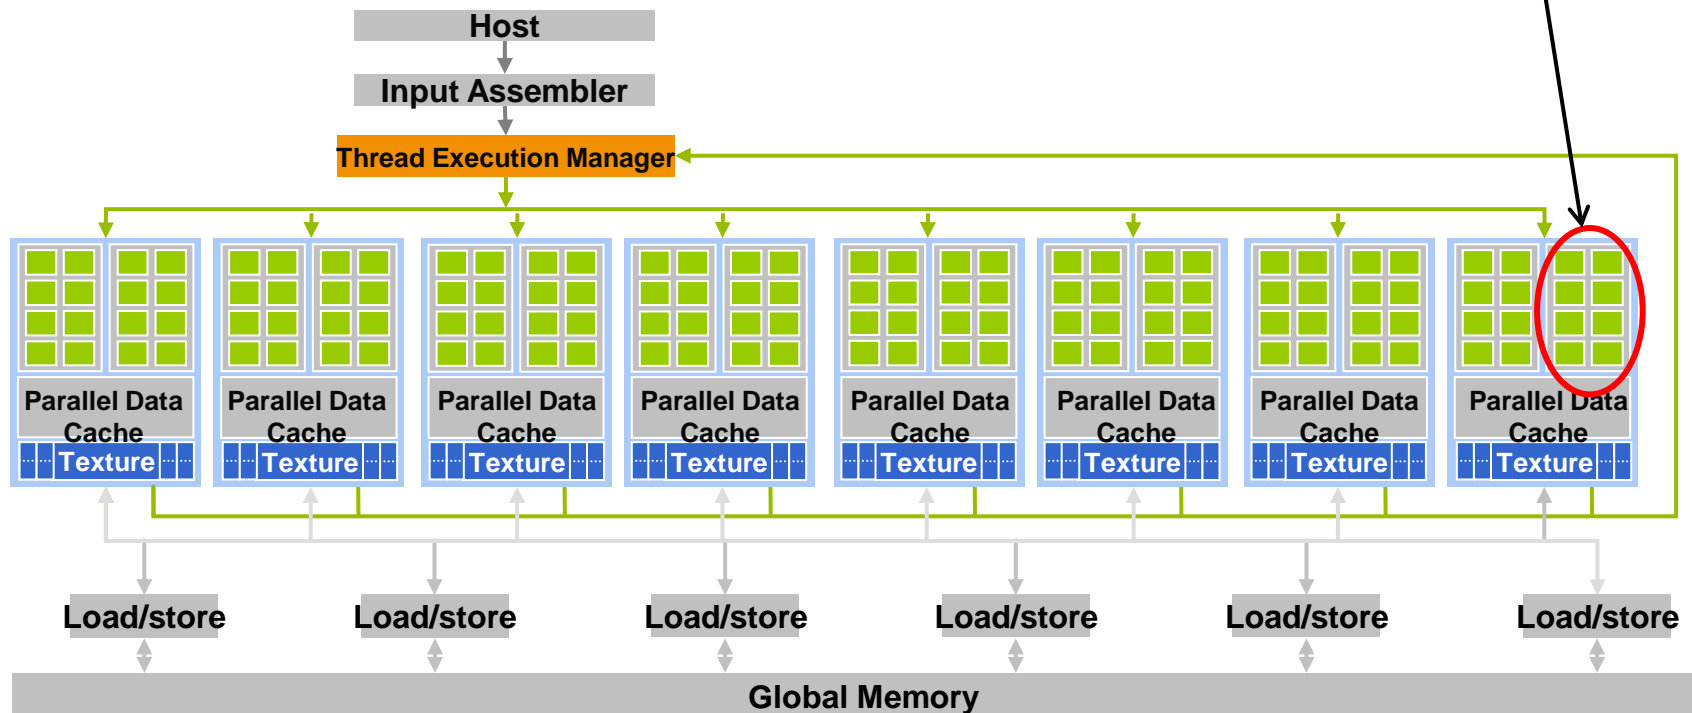 Host
Input Assembler
Thread Execution Manager
Parallel Data
Cache
Parallel Data
Cache
Parallel Data
Cache
Parallel Data
Cache
Parallel Data
Cache
Parallel Data
Cache
Parallel Data
Cache
Parallel Data
Cache
... ... Texture ... ...
... ... Texture ... ...
... ... Texture ... ...
... ... Texture ... ...
... ... Texture ... ...
... ... Texture ... ...
... ... Texture ... ...
... ... Texture ... ...
Load/store
Load/store
Load/store
Load/store
Load/store
Load/store
Global Memory